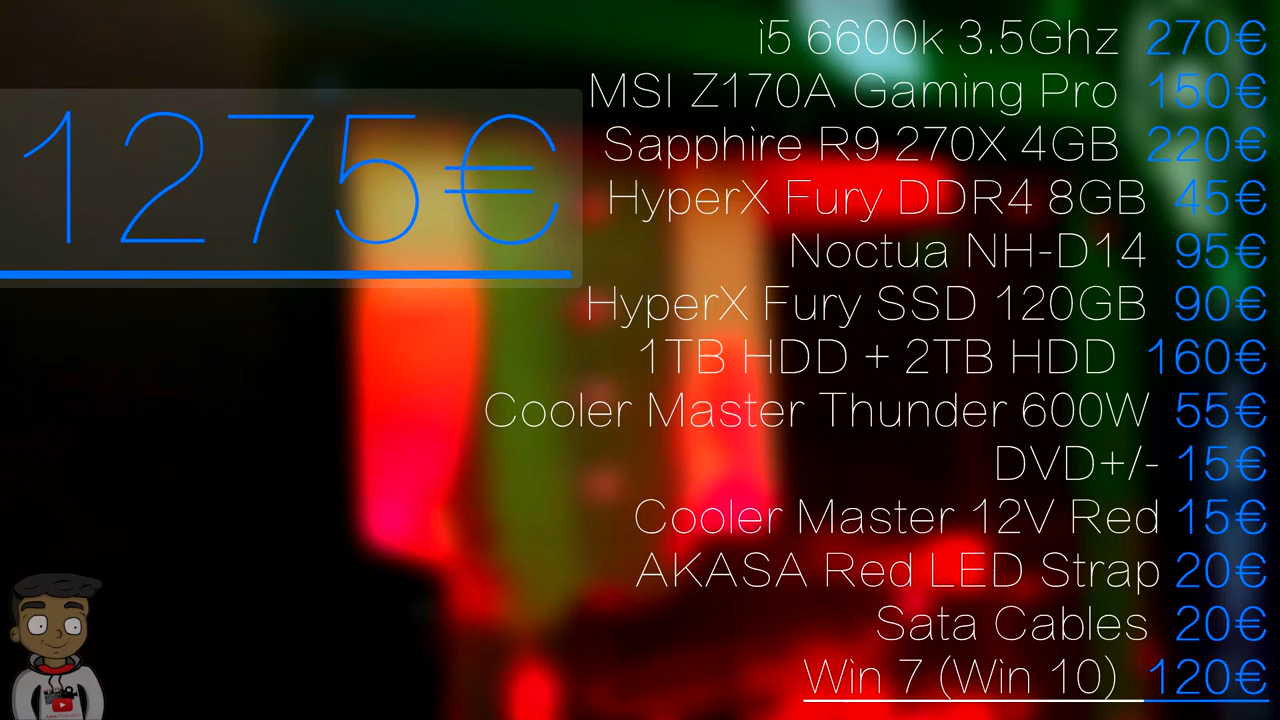 1275€
i5 6600k 3.5Ghz 270€
MSI Z170A Gaming Pro 150€
Sapphire R9 270X 4GB 220€
HyperX Fury DDR4 8GB 45€
Noctua NH-D14 95€
HyperX Fury SSD 120GB 90€
1TB HDD + 2TB HDD 160€
Cooler Master Thunder 600W 55€
DVD+/- 15€
Cooler Master 12V Red 15€
AKASA Red LED Strap 20€
Sata Cables 20€
Win 7 (Win 10) 120€